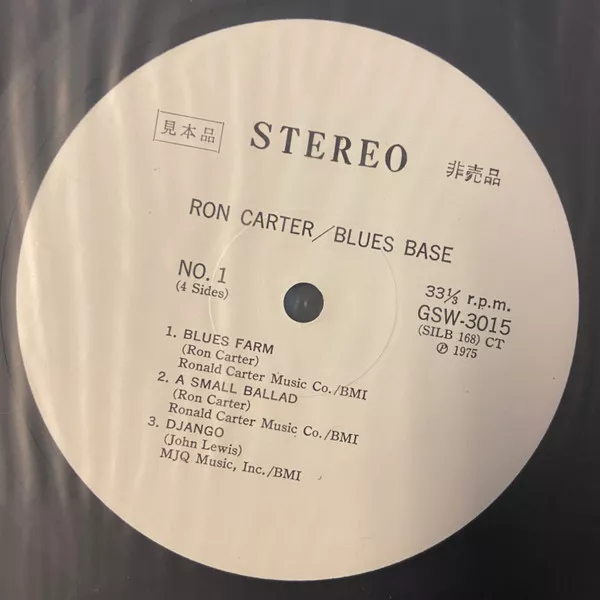 見本品
STEREO
非売品
RON CARTER/BLUES BASE
NO. 1
(4 Sides)
33⅓ r.p.m.
GSW-3015
(SILB 168) CT
Ⓟ 1975
1. BLUES FARM
(Ron Carter)
Ronald Carter Music Co./BMI
2. A SMALL BALLAD
(Ron Carter)
Ronald Carter Music Co./BMI
3. DJANGO
(John Lewis)
MJQ Music, Inc./BMI